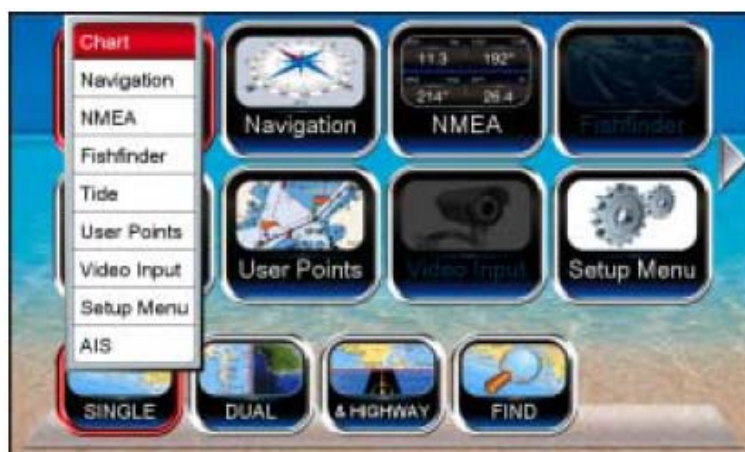 Chart
Navigation
NMEA
Fishfinder
Tide
User Points
Video Input
Setup Menu
AIS
Navigation
11.3 192°
214° 26.4
NMEA
Fishfinder
User Points
Video Input
Setup Menu
SINGLE
DUAL
& HIGHWAY
FIND